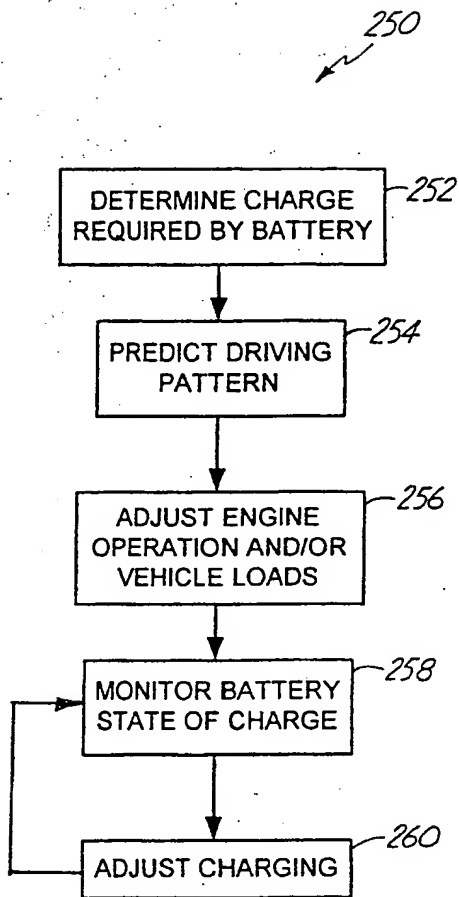 250
DETERMINE CHARGE
REQUIRED BY BATTERY
252
PREDICT DRIVING
PATTERN
254
ADJUST ENGINE
OPERATION AND/OR
VEHICLE LOADS
256
MONITOR BATTERY
STATE OF CHARGE
258
ADJUST CHARGING
260